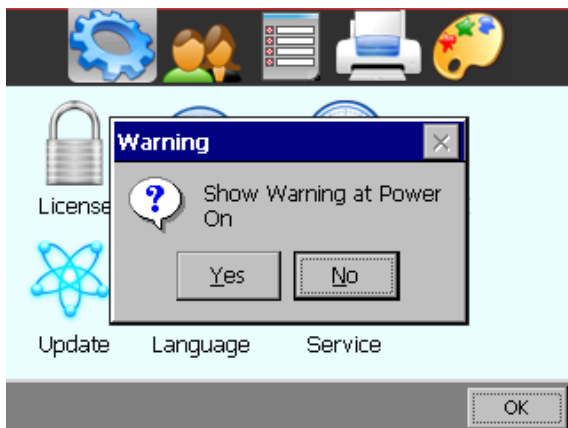 Warning
Show Warning at Power
On
License
Yes
No
Update
Language
Service
OK